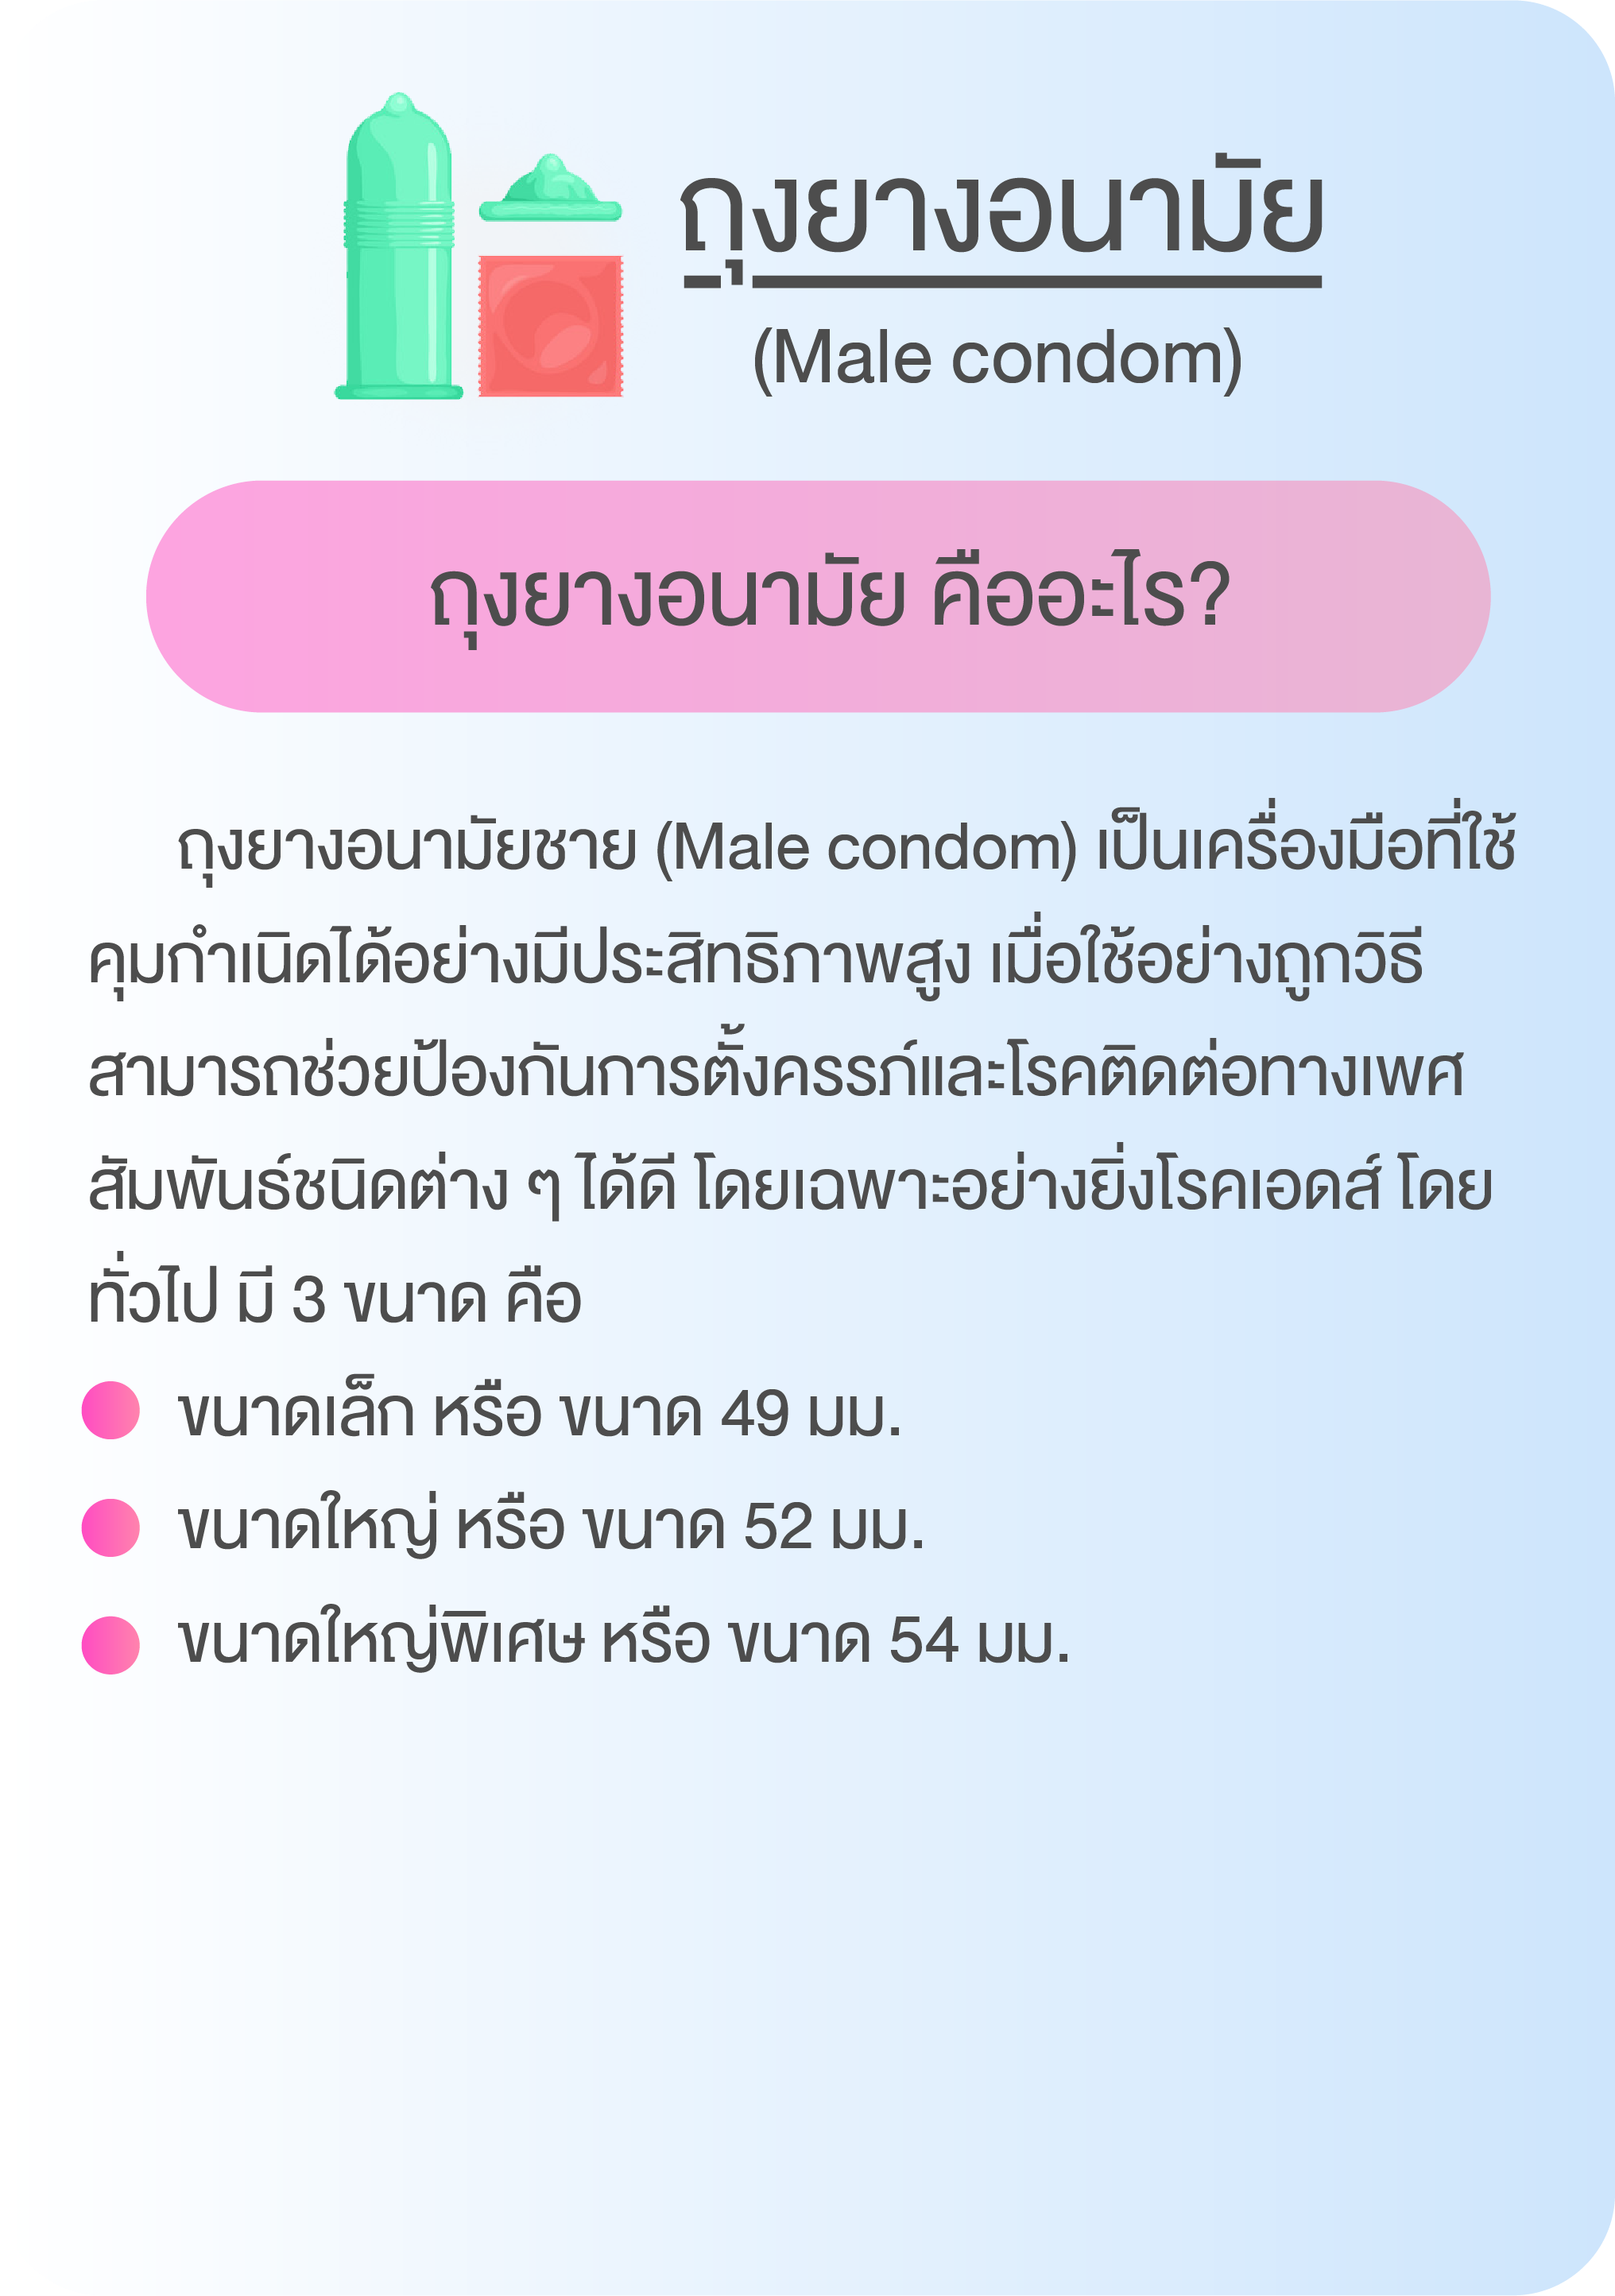 ถุงยางอนามัย
(Male condom)
ถุงยางอนามัย คืออะไร?
ถุงยางอนามัยชาย (Male condom) เป็นเครื่องมือที่ใช้
คุมกำเนิดได้อย่างมีประสิทธิภาพสูง เมื่อใช้อย่างถูกวิธี
สามารถช่วยป้องกันการตั้งครรภ์และโรคติดต่อทางเพศ
สัมพันธ์ชนิดต่าง ๆ ได้ดี โดยเฉพาะอย่างยิ่งโรคเอดส์ โดย
ทั่วไป มี 3 ขนาด คือ
ขนาดเล็ก หรือ ขนาด 49 มม.
ขนาดใหญ่ หรือ ขนาด 52 มม.
ขนาดใหญ่พิเศษ หรือ ขนาด 54 มม.